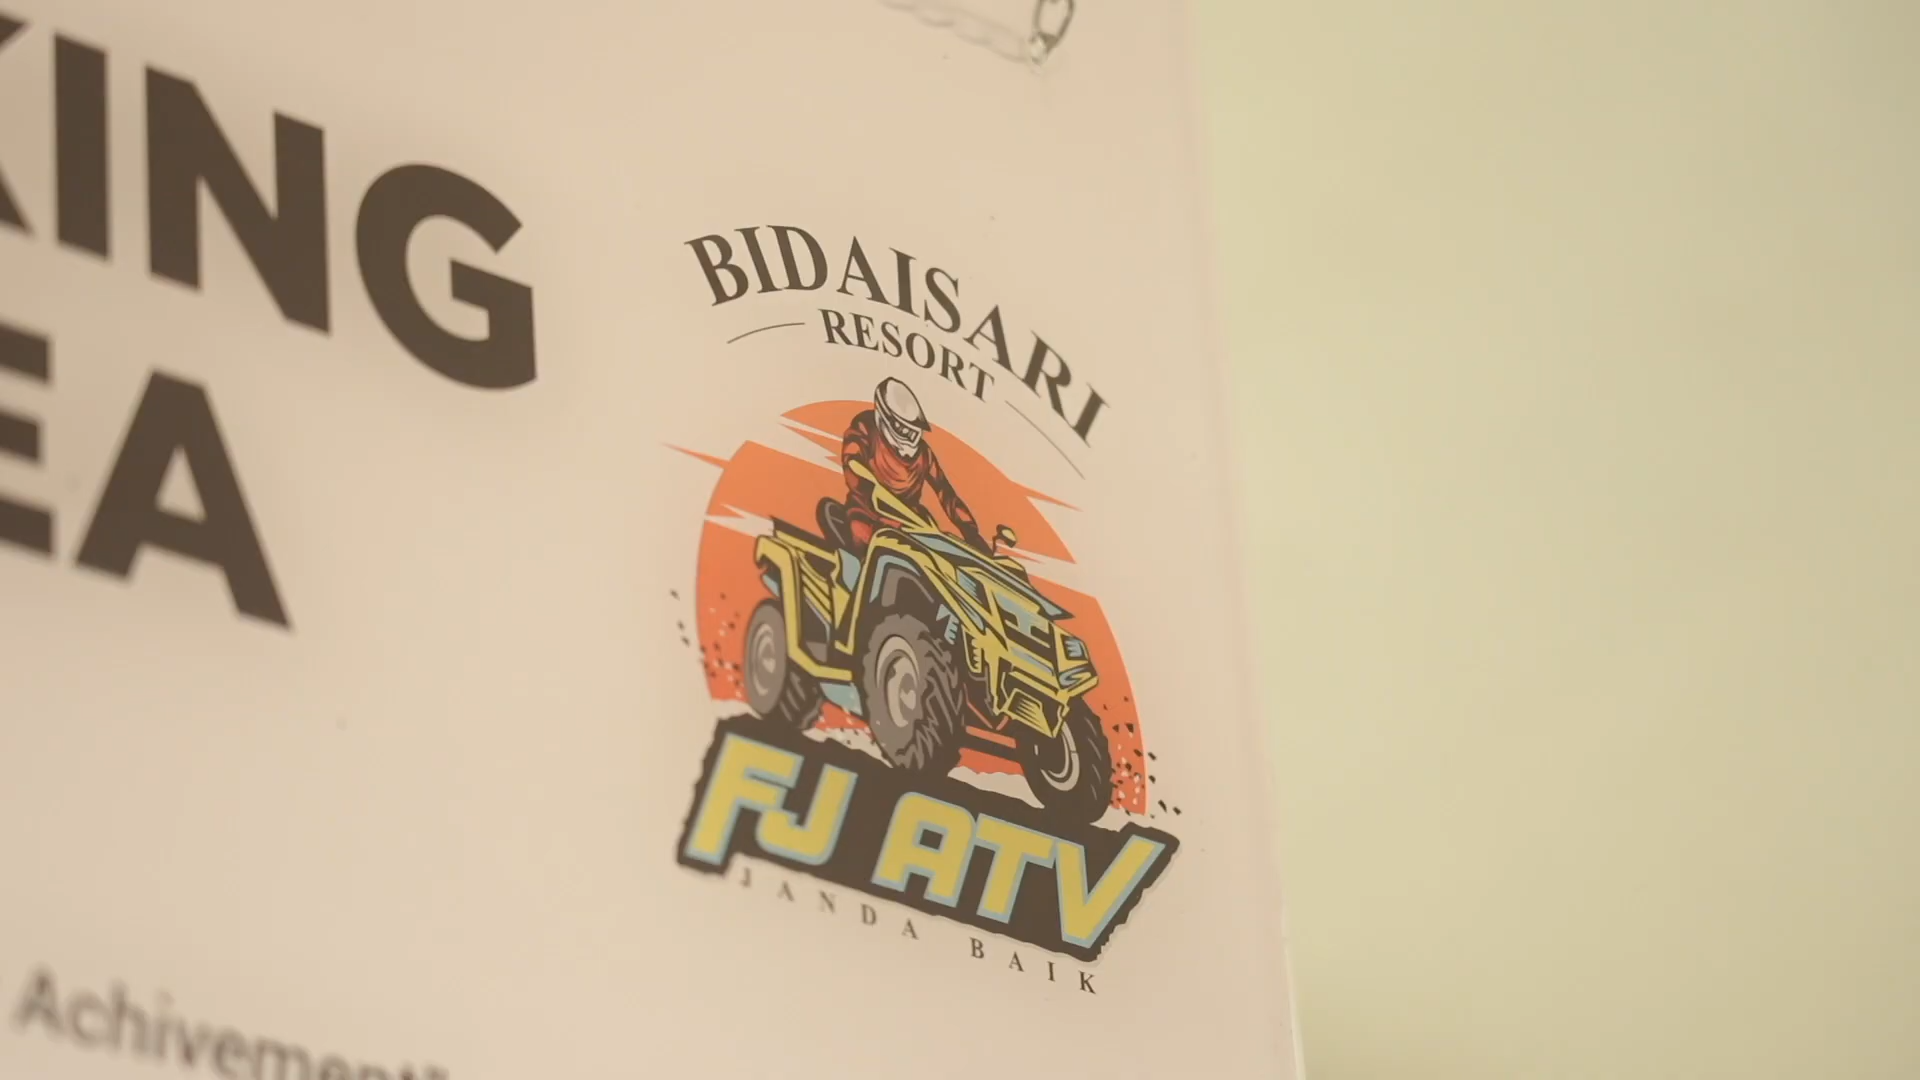 KING
EA
BIDAISARI
RESORT
FJ ATV
JANDA BAIK
Achivement"